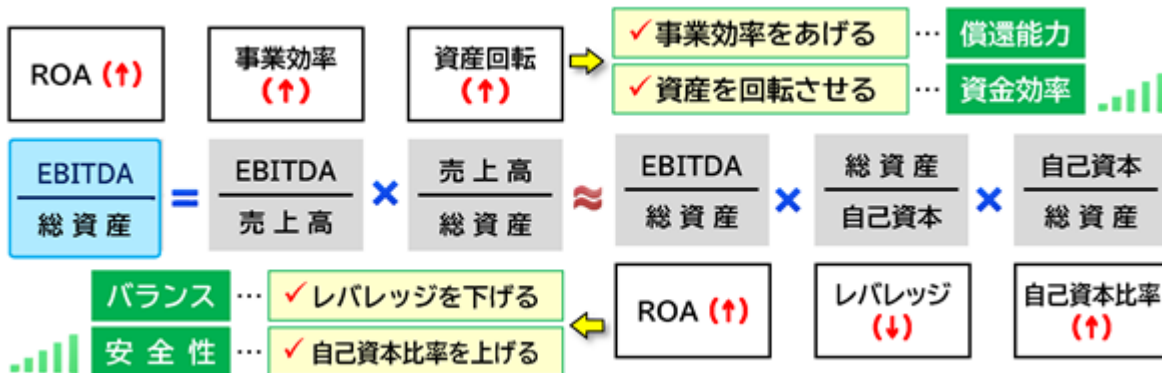 ROA (↑)
事業効率
(↑)
資産回転
(↑)
✓事業効率をあげる … 償還能力
✓資産を回転させる … 資金効率
EBITDA
総資産
=
EBITDA
売上高
×
売上高
総資産
≈
EBITDA
総資産
×
総資産
自己資本
×
自己資本
総資産
バランス … ✓レバレッジを下げる
安全性 … ✓自己資本比率を上げる
ROA (↑)
レバレッジ
(↓)
自己資本比率
(↑)